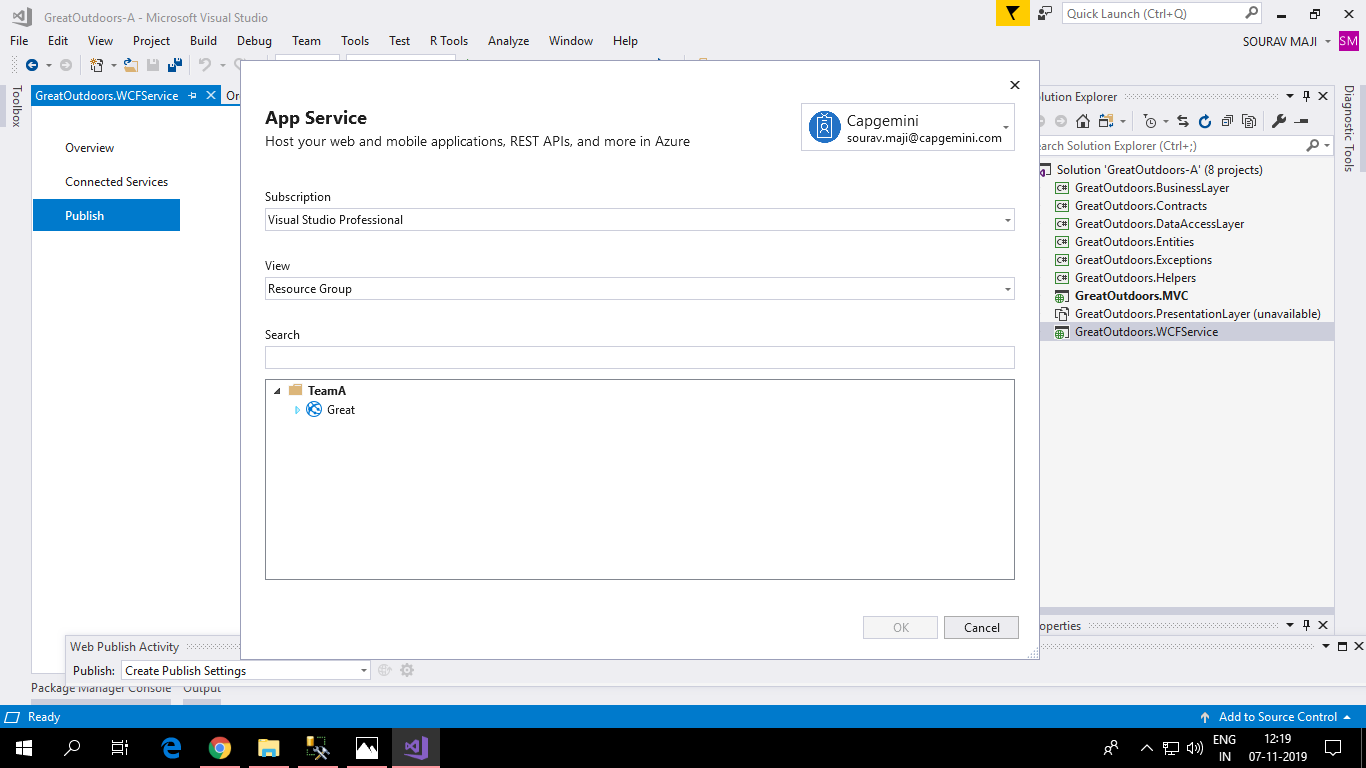 GreatOutdoors-A - Microsoft Visual Studio
Quick Launch (Ctrl+Q)
File Edit View Project Build Debug Team Tools Test R Tools Analyze Window Help
SOURAV MAJI SM
Toolbox
GreatOutdoors.WCFService
Overview
Connected Services
Publish
App Service
Host your web and mobile applications, REST APIs, and more in Azure
Capgemini
sourav.maji@capgemini.com
Subscription
Visual Studio Professional
View
Resource Group
Search
TeamA
Great
OK Cancel
olution Explorer
earch Solution Explorer (Ctrl+;)
Solution 'GreatOutdoors-A' (8 projects)
C# GreatOutdoors.BusinessLayer
C# GreatOutdoors.Contracts
C# GreatOutdoors.DataAccessLayer
C# GreatOutdoors.Entities
C# GreatOutdoors.Exceptions
C# GreatOutdoors.Helpers
GreatOutdoors.MVC
GreatOutdoors.PresentationLayer (unavailable)
GreatOutdoors.WCFService
Diagnostic Tools
operties
Web Publish Activity
Publish: Create Publish Settings
Package Manager Console Output
Ready
Add to Source Control
ENG
IN
12:19
07-11-2019